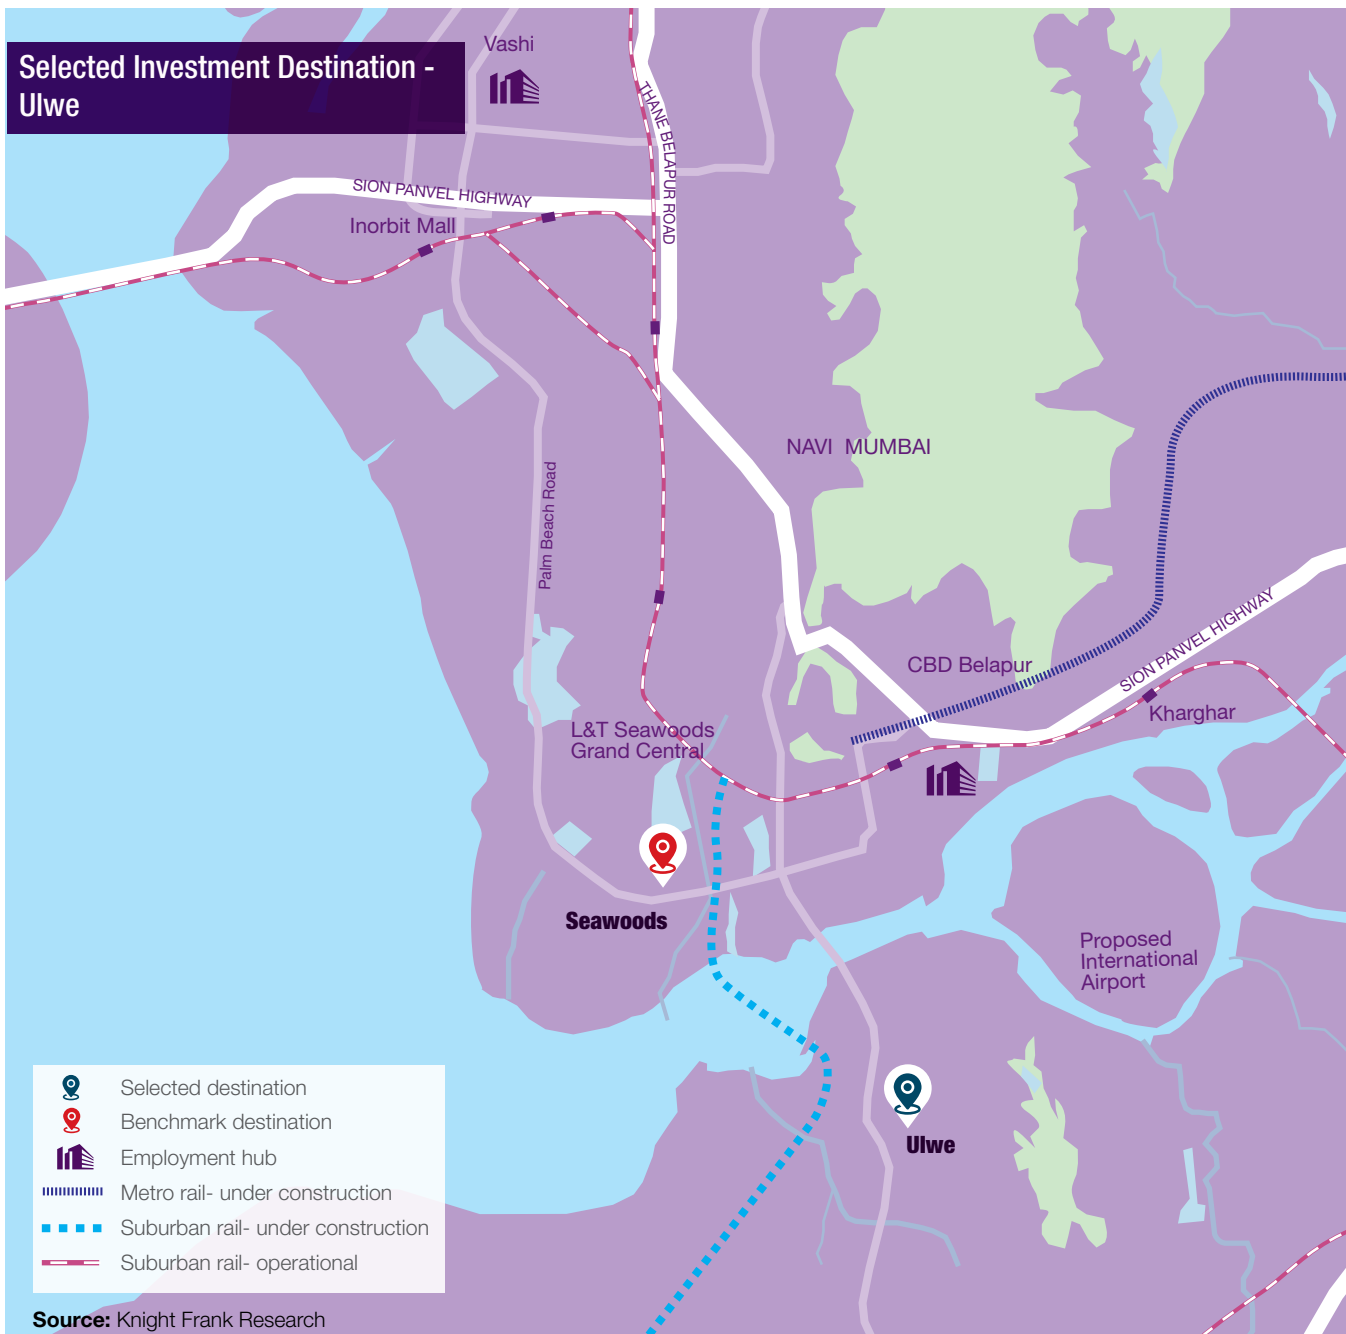 Selected Investment Destination -
Ulwe
Vashi
THANE BELAPUR ROAD
SION PANVEL HIGHWAY
Inorbit Mall
NAVI MUMBAI
Palm Beach Road
CBD Belapur
SION PANVEL HIGHWAY
Kharghar
L&T Seawoods
Grand Central
Seawoods
Proposed
International
Airport
Ulwe
Selected destination
Benchmark destination
Employment hub
Metro rail- under construction
Suburban rail- under construction
Suburban rail- operational
Source: Knight Frank Research